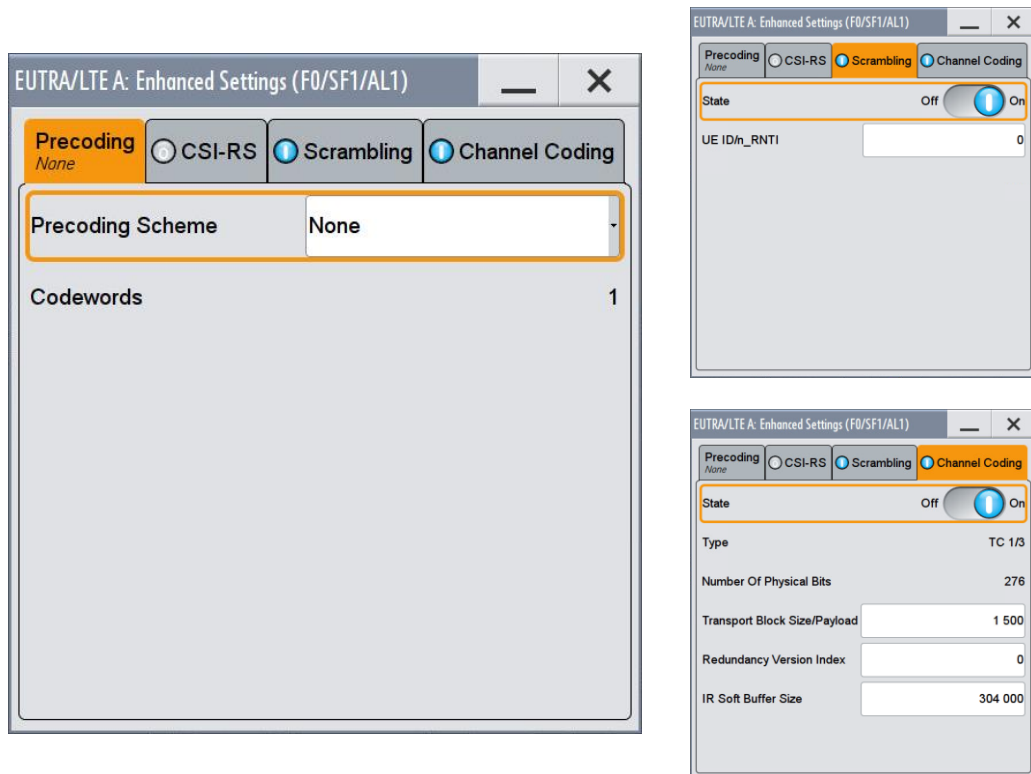 EUTRA/LTE A: Enhanced Settings (F0/SF1/AL1)
Precoding
None
CSI-RS
Scrambling
Channel Coding
Precoding Scheme None
Codewords 1
EUTRA/LTE A: Enhanced Settings (F0/SF1/AL1)
Precoding
None
CSI-RS
Scrambling
Channel Coding
State Off On
UE ID/n_RNTI 0
EUTRA/LTE A: Enhanced Settings (F0/SF1/AL1)
Precoding
None
CSI-RS
Scrambling
Channel Coding
State Off On
Type TC 1/3
Number Of Physical Bits 276
Transport Block Size/Payload 1 500
Redundancy Version Index 0
IR Soft Buffer Size 304 000